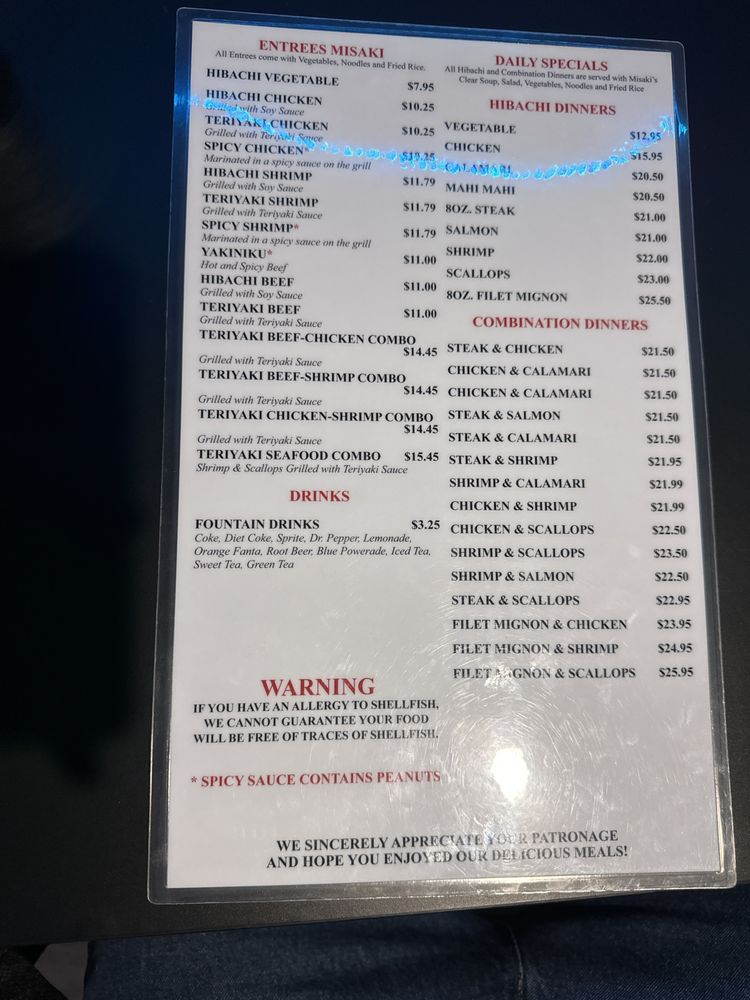 ENTREES MISAKI
All Entrees come with Vegetables, Noodles and Fried Rice.
HIBACHI VEGETABLE $7.95
HIBACHI CHICKEN $10.25
Grilled with Soy Sauce
TERIYAKI CHICKEN $10.25
Grilled with Teriyaki Sauce
SPICY CHICKEN* $10.25
Marinated in a spicy sauce on the grill
HIBACHI SHRIMP $11.79
Grilled with Soy Sauce
TERIYAKI SHRIMP $11.79
Grilled with Teriyaki Sauce
SPICY SHRIMP* $11.79
Marinated in a spicy sauce on the grill
YAKINIKU* $11.00
Hot and Spicy Beef
HIBACHI BEEF $11.00
Grilled with Soy Sauce
TERIYAKI BEEF $11.00
Grilled with Teriyaki Sauce
TERIYAKI BEEF-CHICKEN COMBO
$14.45
Grilled with Teriyaki Sauce
TERIYAKI BEEF-SHRIMP COMBO
$14.45
Grilled with Teriyaki Sauce
TERIYAKI CHICKEN-SHRIMP COMBO
$14.45
Grilled with Teriyaki Sauce
TERIYAKI SEAFOOD COMBO $15.45
Shrimp & Scallops Grilled with Teriyaki Sauce
DRINKS
FOUNTAIN DRINKS $3.25
Coke, Diet Coke, Sprite, Dr. Pepper, Lemonade,
Orange Fanta, Root Beer, Blue Powerade, Iced Tea,
Sweet Tea, Green Tea
WARNING
IF YOU HAVE AN ALLERGY TO SHELLFISH,
WE CANNOT GUARANTEE YOUR FOOD
WILL BE FREE OF TRACES OF SHELLFISH.
* SPICY SAUCE CONTAINS PEANUTS
DAILY SPECIALS
All Hibachi and Combination Dinners are served with Misaki's
Clear Soup, Salad, Vegetables, Noodles and Fried Rice
HIBACHI DINNERS
VEGETABLE $12.95
CHICKEN $15.95
CALAMARI $20.50
MAHI MAHI $20.50
8OZ. STEAK $21.00
SALMON $21.00
SHRIMP $22.00
SCALLOPS $23.00
8OZ. FILET MIGNON $25.50
COMBINATION DINNERS
STEAK & CHICKEN $21.50
CHICKEN & CALAMARI $21.50
CHICKEN & CALAMARI $21.50
STEAK & SALMON $21.50
STEAK & CALAMARI $21.50
STEAK & SHRIMP $21.95
SHRIMP & CALAMARI $21.99
CHICKEN & SHRIMP $21.99
CHICKEN & SCALLOPS $22.50
SHRIMP & SCALLOPS $23.50
SHRIMP & SALMON $22.50
STEAK & SCALLOPS $22.95
FILET MIGNON & CHICKEN $23.95
FILET MIGNON & SHRIMP $24.95
FILET MIGNON & SCALLOPS $25.95
WE SINCERELY APPRECIATE YOUR PATRONAGE
AND HOPE YOU ENJOYED OUR DELICIOUS MEALS!